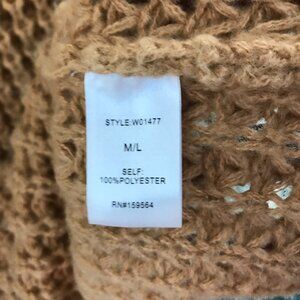 STYLE:W01477
M/L
SELF:
100%POLYESTER
RN#159564